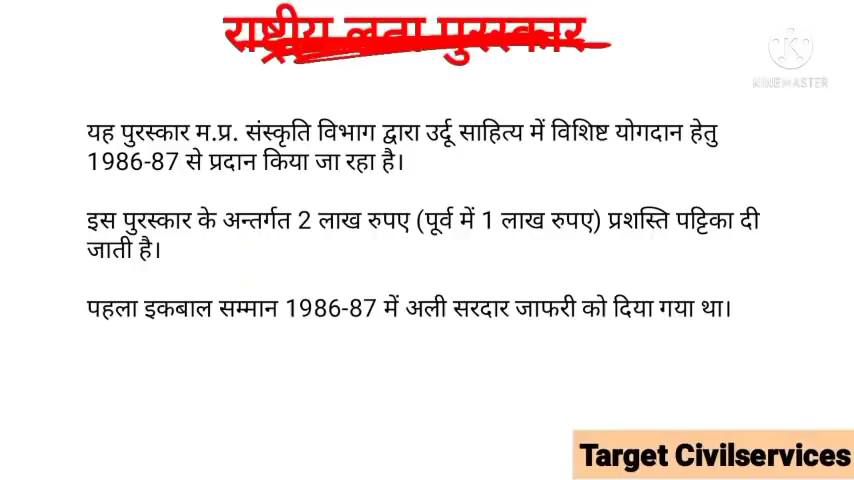 राष्ट्रीय लता पुरस्कार
KINEMASTER
यह पुरस्कार म.प्र. संस्कृति विभाग द्वारा उर्दू साहित्य में विशिष्ट योगदान हेतु
1986-87 से प्रदान किया जा रहा है।
इस पुरस्कार के अन्तर्गत 2 लाख रुपए (पूर्व में 1 लाख रुपए) प्रशस्ति पट्टिका दी
जाती है।
पहला इकबाल सम्मान 1986-87 में अली सरदार जाफरी को दिया गया था।
Target Civilservices